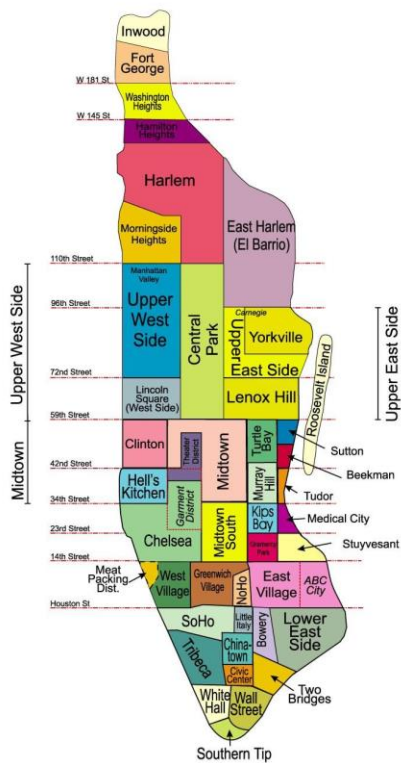 Inwood
Fort
George
W 181 St
Washington
Heights
W 145 St
Hamilton
Heights
Harlem
East Harlem
(El Barrio)
Morningside
Heights
110th Street
Manhattan
Valley
Upper
West
Side
Central
Park
96th Street
Carnegie
Yorkville
Upper
East Side
72nd Street
Lincoln
Square
(West Side)
Lenox Hill
59th Street
Upper West Side
Upper East Side
Roosevelt Island
Midtown
Clinton
Theater
District
Midtown
Turtle
Bay
Sutton
Beekman
42nd Street
Hell's
Kitchen
Garment
District
Murray
Hill
Tudor
34th Street
Kips
Bay
Medical City
23rd Street
Chelsea
Midtown
South
Gramercy
Park
Stuyvesant
14th Street
Meat
Packing
Dist.
West
Village
Greenwich
Village
NoHo
East
Village
ABC
City
Houston St
SoHo
Little
Italy
Bowery
Lower
East
Side
Tribeca
China-
town
Civic
Center
Two
Bridges
White
Hall
Wall
Street
Southern Tip